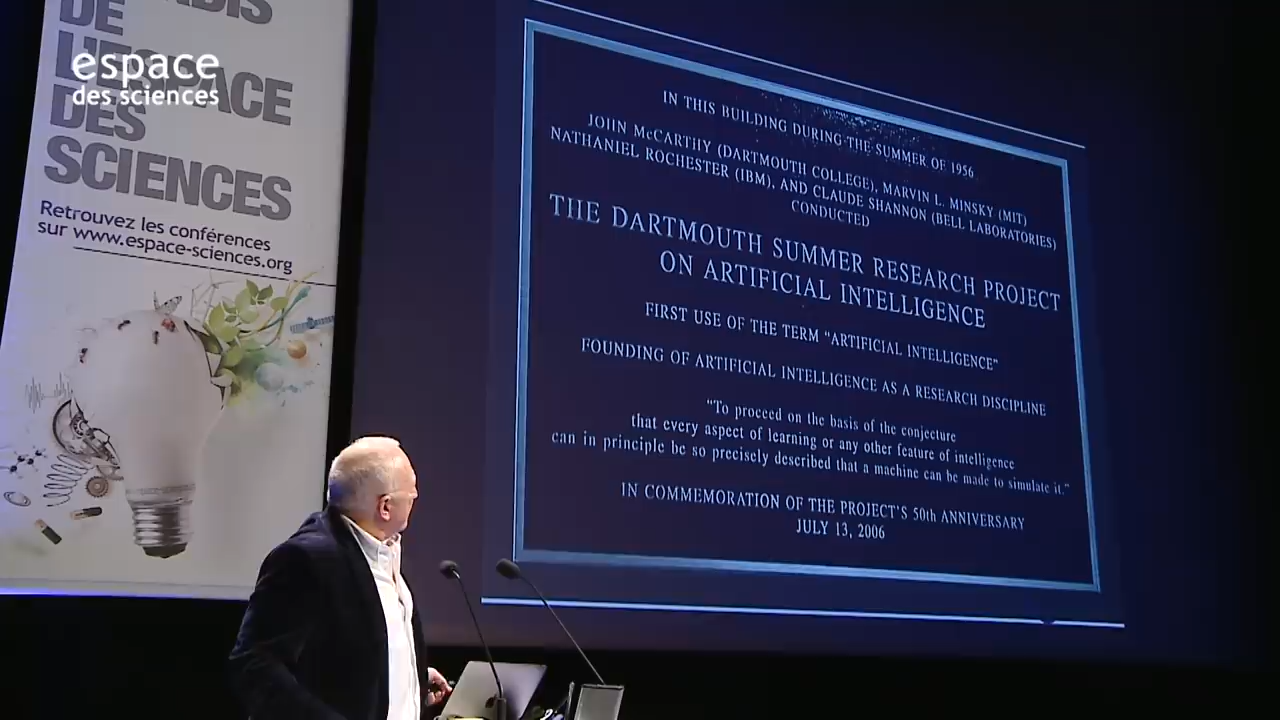 DE
L'ESPACE
DES
SCIENCES
Retrouvez les conférences
sur www.espace-sciences.org
espace
des sciences
IN THIS BUILDING DURING THE SUMMER OF 1956
JOHN McCARTHY (DARTMOUTH COLLEGE), MARVIN L. MINSKY (MIT)
NATHANIEL ROCHESTER (IBM), AND CLAUDE SHANNON (BELL LABORATORIES)
CONDUCTED
THE DARTMOUTH SUMMER RESEARCH PROJECT
ON ARTIFICIAL INTELLIGENCE
FIRST USE OF THE TERM "ARTIFICIAL INTELLIGENCE"
FOUNDING OF ARTIFICIAL INTELLIGENCE AS A RESEARCH DISCIPLINE
"To proceed on the basis of the conjecture
that every aspect of learning or any other feature of intelligence
can in principle be so precisely described that a machine can be made to simulate it."
IN COMMEMORATION OF THE PROJECT'S 50th ANNIVERSARY
JULY 13, 2006